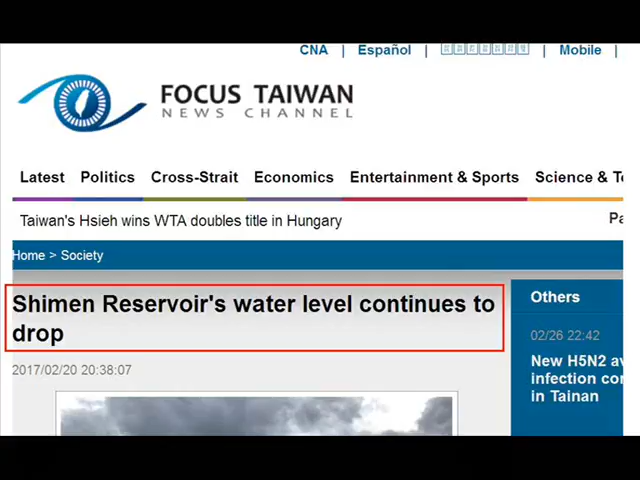 CNA | Español | Mobile |
FOCUS TAIWAN
NEWS CHANNEL
Latest Politics Cross-Strait Economics Entertainment & Sports Science &
Taiwan's Hsieh wins WTA doubles title in Hungary
Home > Society
Shimen Reservoir's water level continues to
drop
2017/02/20 20:38:07
Others
02/26 22:42
New H5N2
infection
in Tainan